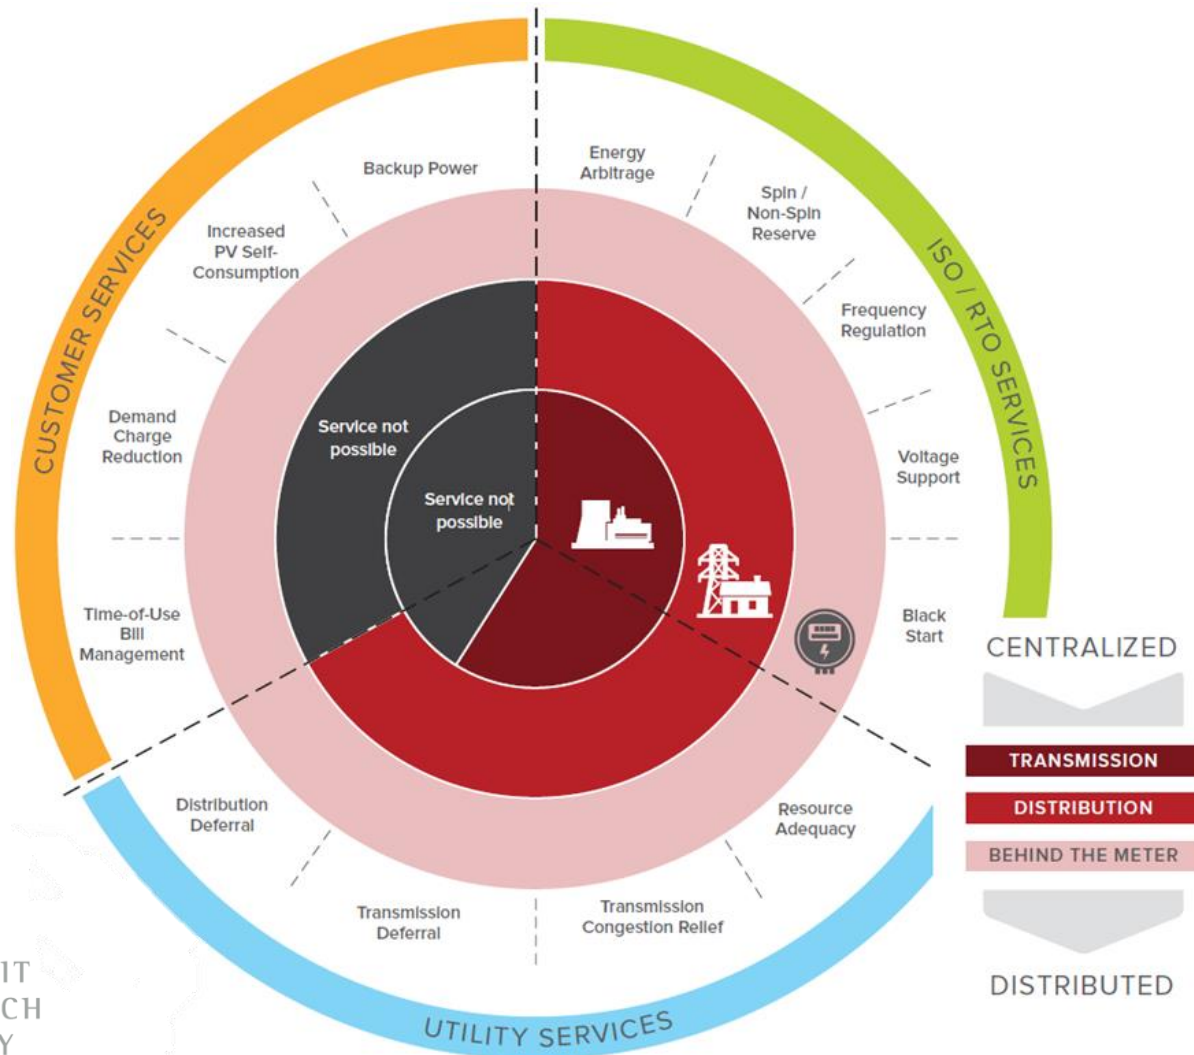 CUSTOMER SERVICES
ISO / RTO SERVICES
UTILITY SERVICES
Backup Power
Increased
PV Self-
Consumption
Demand
Charge
Reduction
Time-of-Use
Bill
Management
Energy
Arbitrage
Spin /
Non-Spin
Reserve
Frequency
Regulation
Voltage
Support
Black
Start
Resource
Adequacy
Transmission
Congestion Relief
Transmission
Deferral
Distribution
Deferral
Service not
possible
Service not
possible
CENTRALIZED
TRANSMISSION
DISTRIBUTION
BEHIND THE METER
DISTRIBUTED
IT
CH
Y